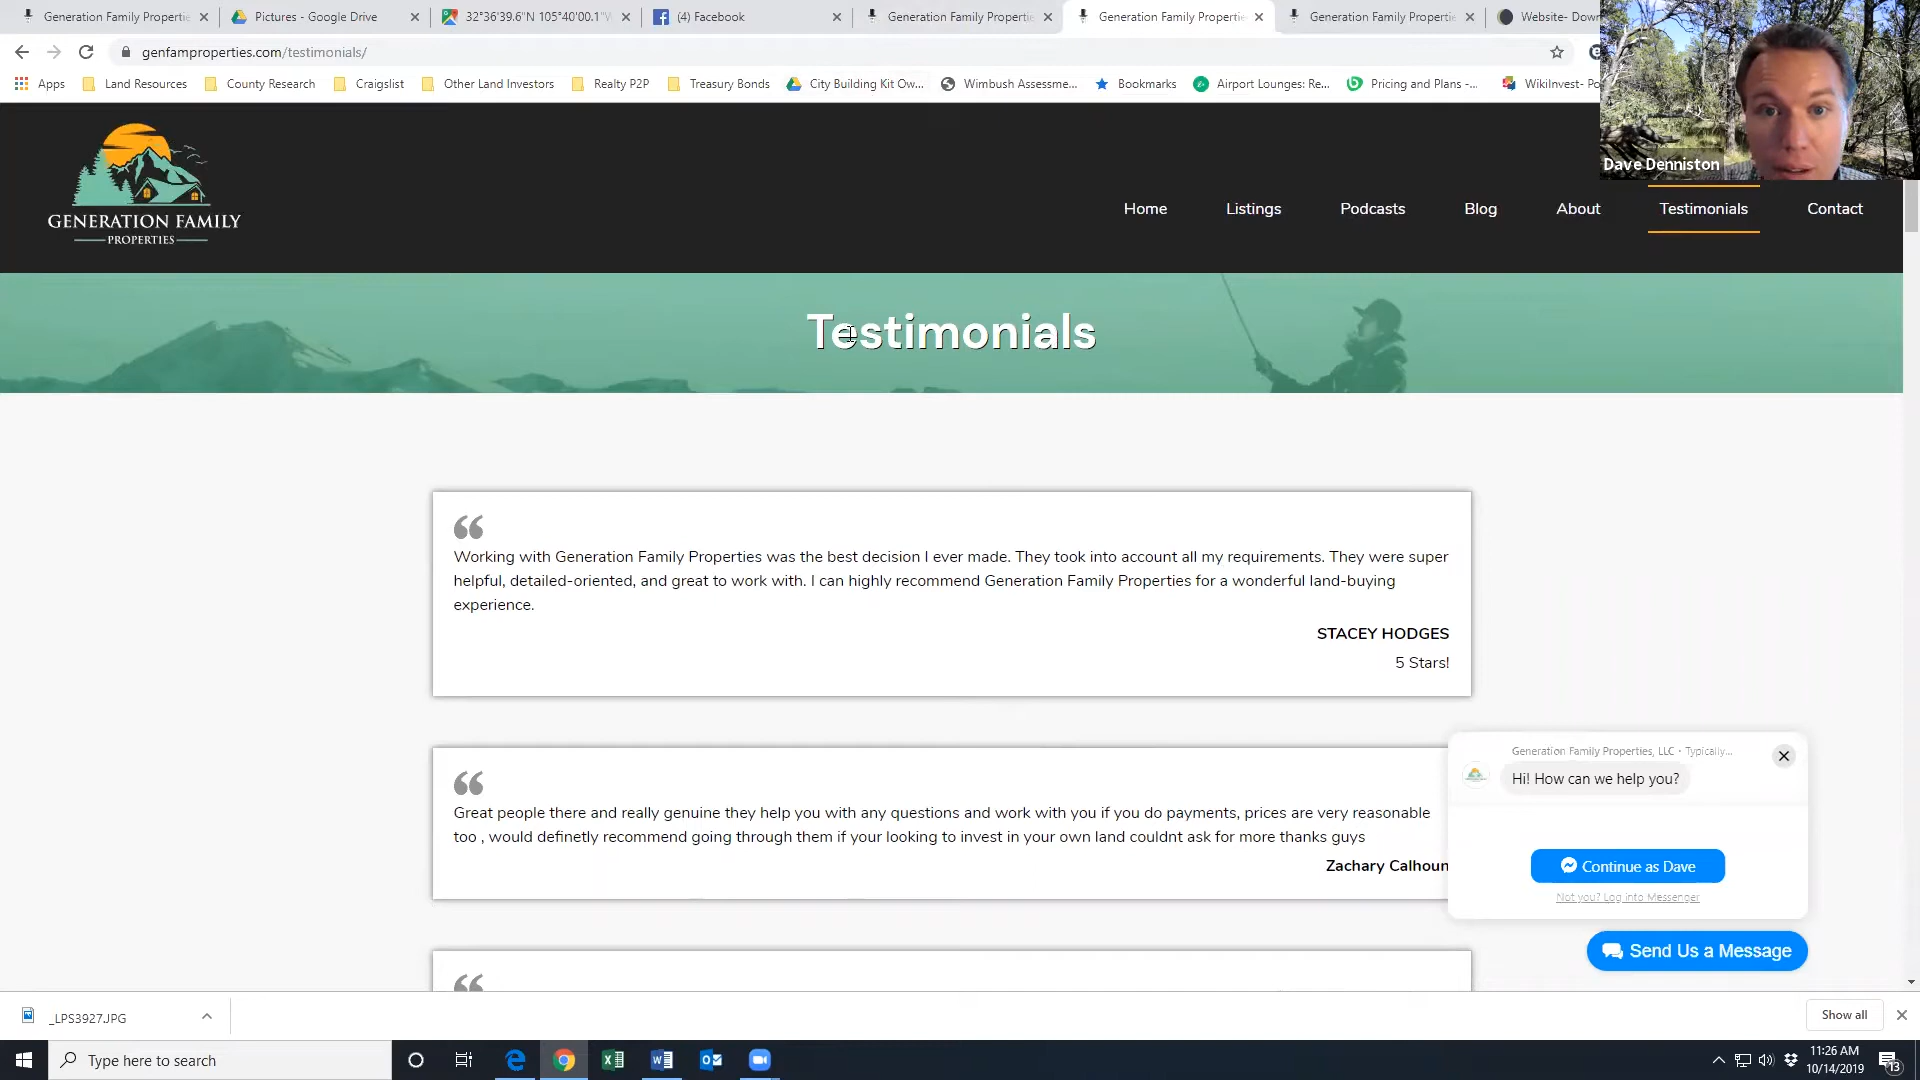 Generation Family Properti
Pictures - Google Drive
32°36'39.6"N 105°40'00.1"
(4) Facebook
Generation Family Properti
Generation Family Properti
Generation Family Properti
Website- Down
genfamproperties.com/testimonials/
Apps
Land Resources
County Research
Craigslist
Other Land Investors
Realty P2P
Treasury Bonds
City Building Kit Ow...
Wimbush Assessme...
Bookmarks
Airport Lounges: Re...
Pricing and Plans -...
WikiInvest- Po
Dave Denniston
GENERATION FAMILY
PROPERTIES
Home
Listings
Podcasts
Blog
About
Testimonials
Contact
Testimonials
Working with Generation Family Properties was the best decision I ever made. They took into account all my requirements. They were super
helpful, detailed-oriented, and great to work with. I can highly recommend Generation Family Properties for a wonderful land-buying
experience.
STACEY HODGES
5 Stars!
Great people there and really genuine they help you with any questions and work with you if you do payments, prices are very reasonable
too , would definetly recommend going through them if your looking to invest in your own land couldnt ask for more thanks guys
Zachary Calhoun
Generation Family Properties, LLC • Typically...
Hi! How can we help you?
Continue as Dave
Not you? Log into Messenger
Send Us a Message
_LPS3927.JPG
Show all
Type here to search
11:26 AM
10/14/2019
13